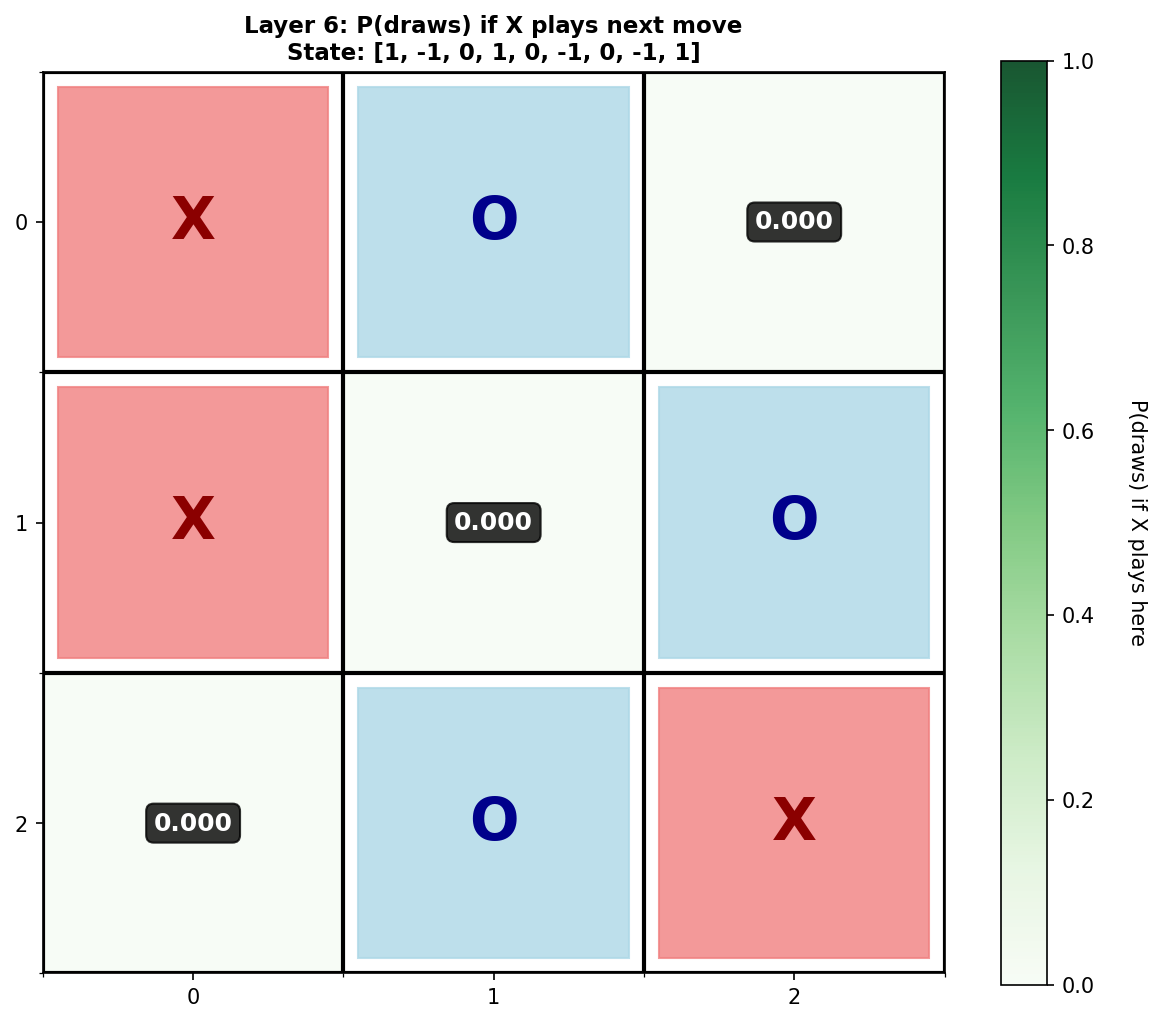 Layer 6: P(draws) if X plays next move
State: [1, -1, 0, 1, 0, -1, 0, -1, 1]
0
X
O
0.000
1
X
0.000
O
2
0.000
O
X
0
1
2
1.0
0.8
0.6
0.4
0.2
0.0
P(draws) if X plays here